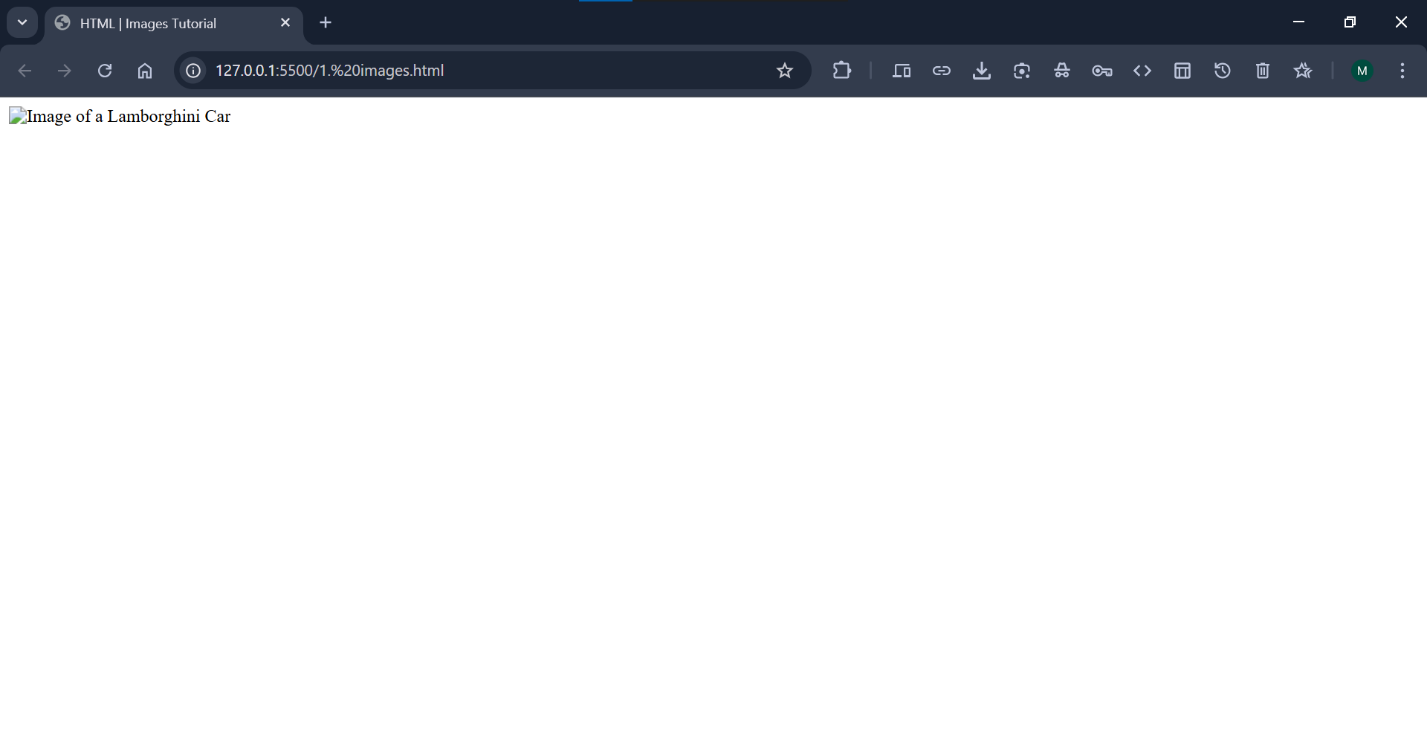 HTML | Images Tutorial
127.0.0.1:5500/1.%20images.html
M
Image of a Lamborghini Car